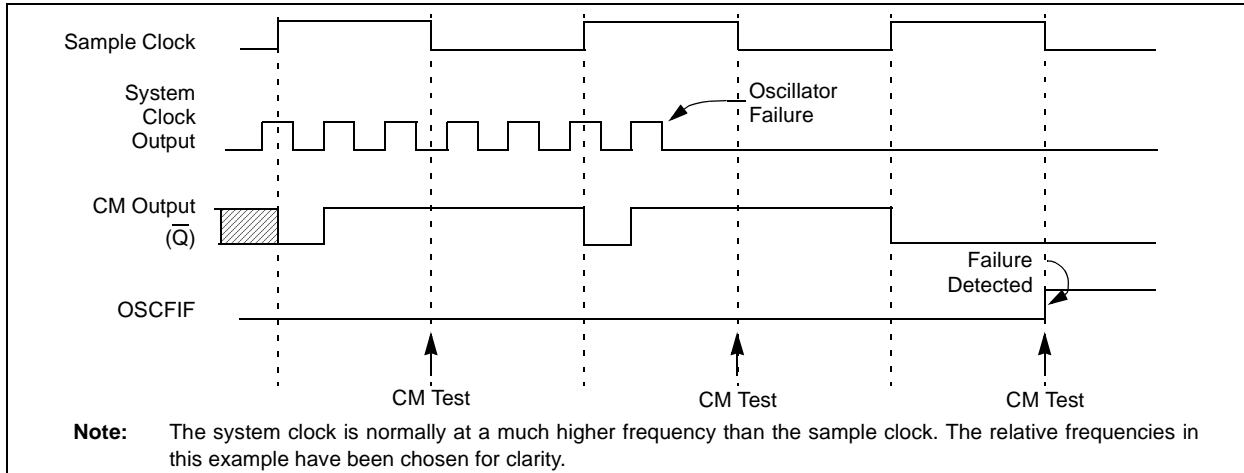 Sample Clock
System
Clock
Output
Oscillator
Failure
CM Output
(Q̅)
Failure
Detected
OSCFIF
CM Test
CM Test
CM Test
Note: The system clock is normally at a much higher frequency than the sample clock. The relative frequencies in
this example have been chosen for clarity.